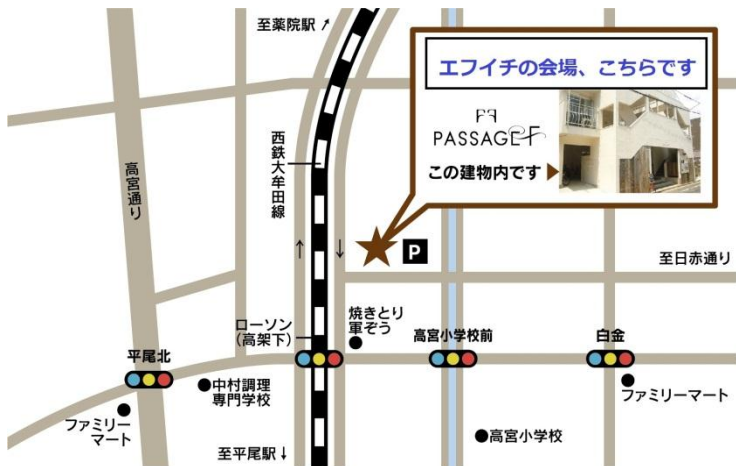 至薬院駅↗
エフイチの会場、こちらです
PASSAGE F
この建物内です▶
西鉄大牟田線
高宮通り
↑
↓
P
至日赤通り
焼きとり
軍ぞう
ローソン
(高架下)
高宮小学校前
白金
平尾北
中村調理
専門学校
ファミリーマート
ファミリー
マート
高宮小学校
至平尾駅↓